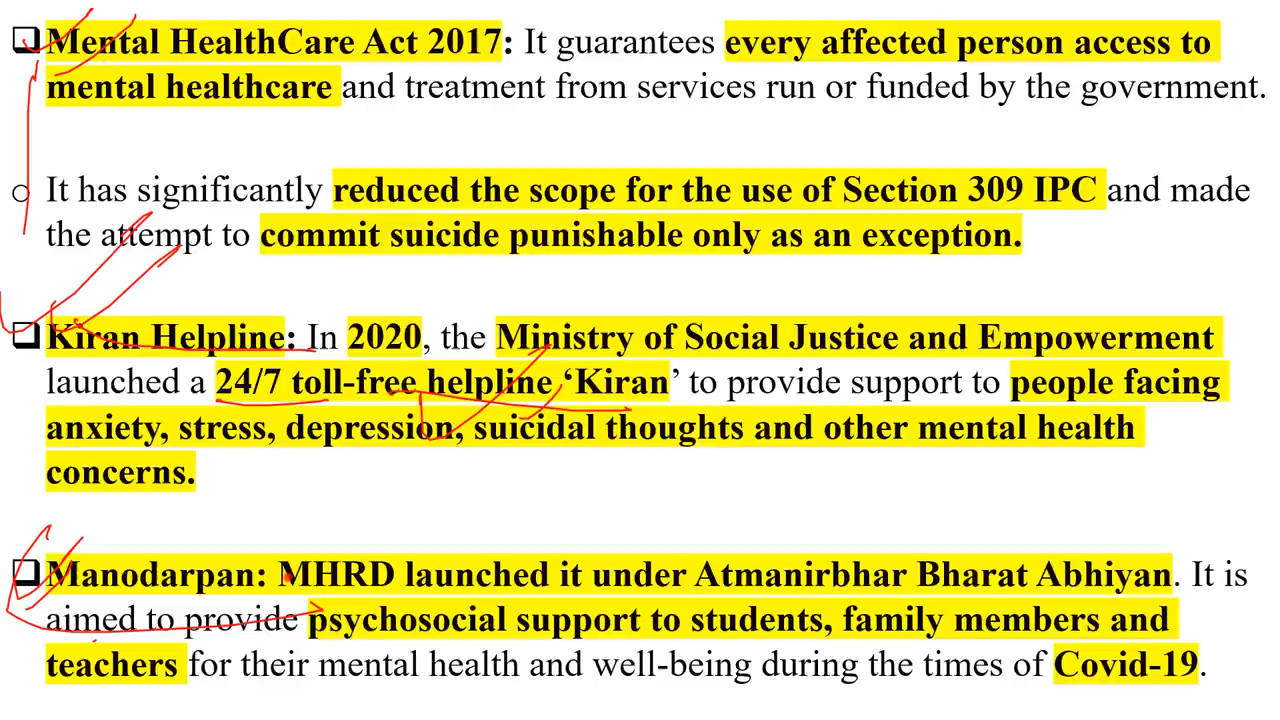 ❑ Mental HealthCare Act 2017: It guarantees every affected person access to
mental healthcare and treatment from services run or funded by the government.
o It has significantly reduced the scope for the use of Section 309 IPC and made
the attempt to commit suicide punishable only as an exception.
❑ Kiran Helpline: In 2020, the Ministry of Social Justice and Empowerment
launched a 24/7 toll-free helpline ‘Kiran’ to provide support to people facing
anxiety, stress, depression, suicidal thoughts and other mental health
concerns.
❑ Manodarpan: MHRD launched it under Atmanirbhar Bharat Abhiyan. It is
aimed to provide psychosocial support to students, family members and
teachers for their mental health and well-being during the times of Covid-19.